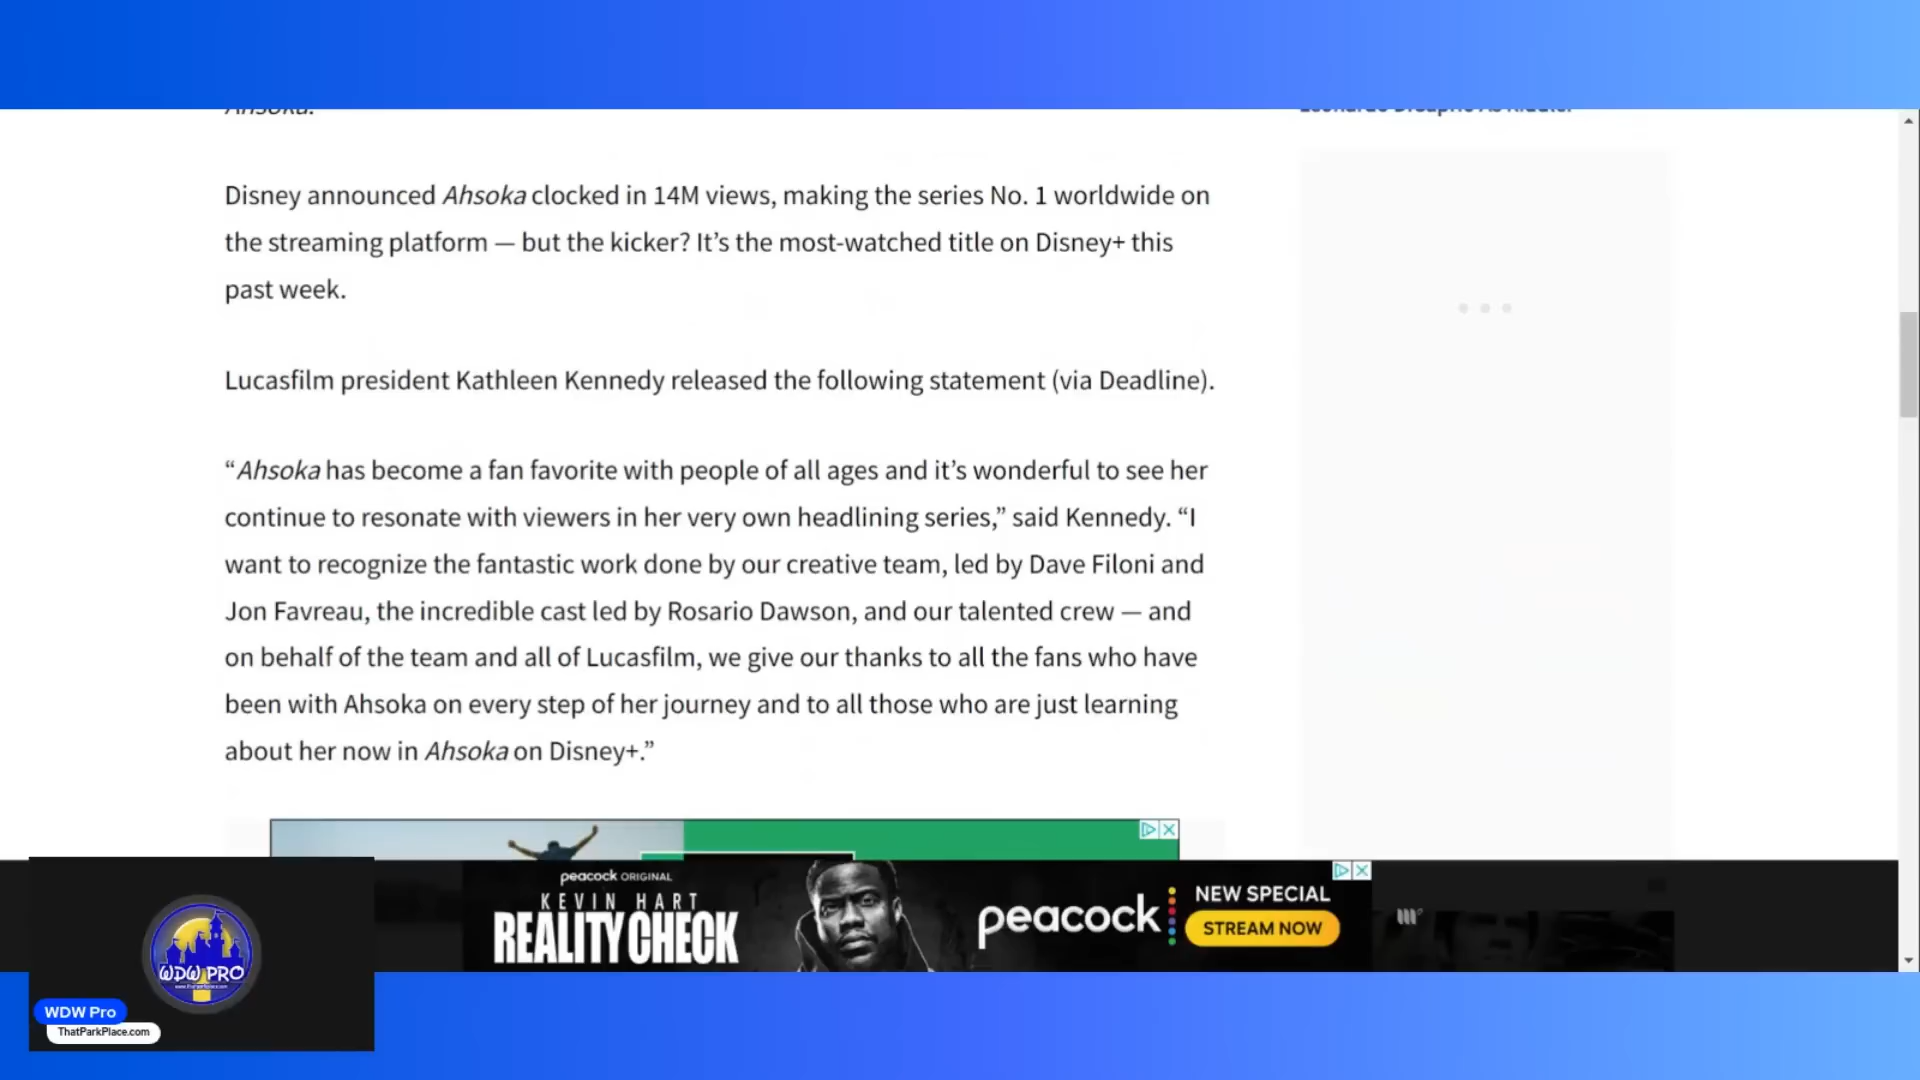 Ahsoka.
Disney announced Ahsoka clocked in 14M views, making the series No. 1 worldwide on
the streaming platform — but the kicker? It’s the most-watched title on Disney+ this
past week.
Lucasfilm president Kathleen Kennedy released the following statement (via Deadline).
“Ahsoka has become a fan favorite with people of all ages and it’s wonderful to see her
continue to resonate with viewers in her very own headlining series,” said Kennedy. “I
want to recognize the fantastic work done by our creative team, led by Dave Filoni and
Jon Favreau, the incredible cast led by Rosario Dawson, and our talented crew — and
on behalf of the team and all of Lucasfilm, we give our thanks to all the fans who have
been with Ahsoka on every step of her journey and to all those who are just learning
about her now in Ahsoka on Disney+.”
peacock ORIGINAL
KEVIN HART
REALITY CHECK
peacock
NEW SPECIAL
STREAM NOW
WDW PRO
WDW Pro
ThatParkPlace.com